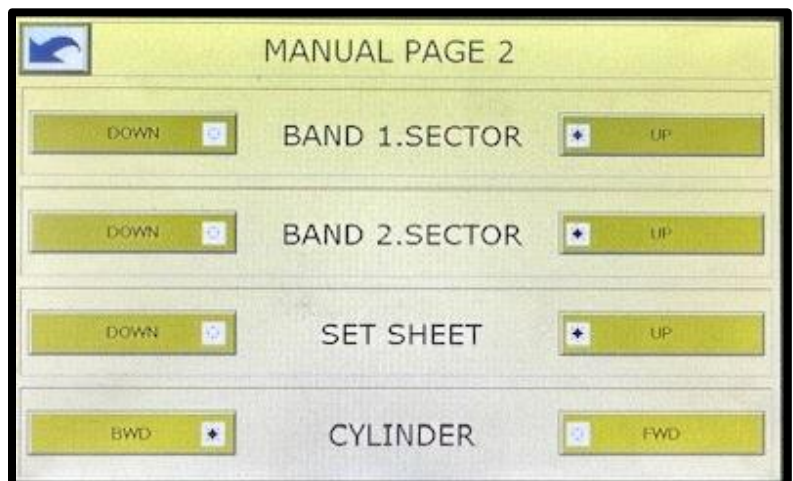 MANUAL PAGE 2
DOWN BAND 1.SECTOR UP
DOWN BAND 2.SECTOR UP
DOWN SET SHEET UP
BWD CYLINDER FWD